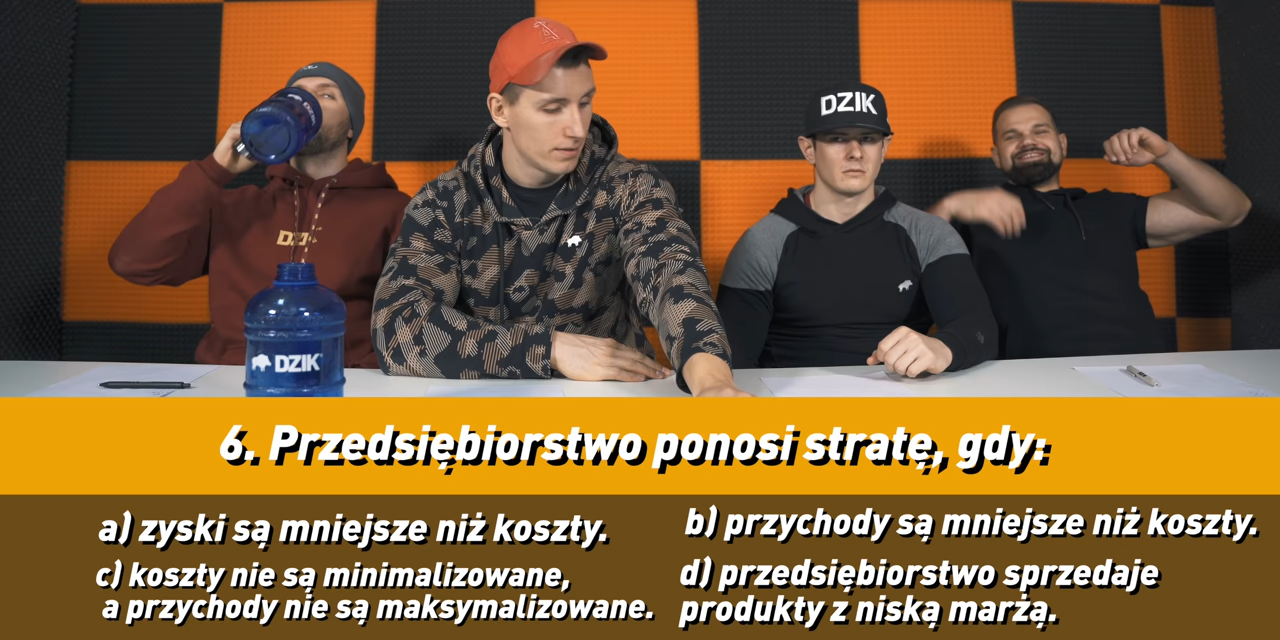 DZIK
DZIK
DZIK
6. Przedsiębiorstwo ponosi stratę, gdy:
a) zyski są mniejsze niż koszty.
b) przychody są mniejsze niż koszty.
c) koszty nie są minimalizowane,
a przychody nie są maksymalizowane.
d) przedsiębiorstwo sprzedaje
produkty z niską marżą.